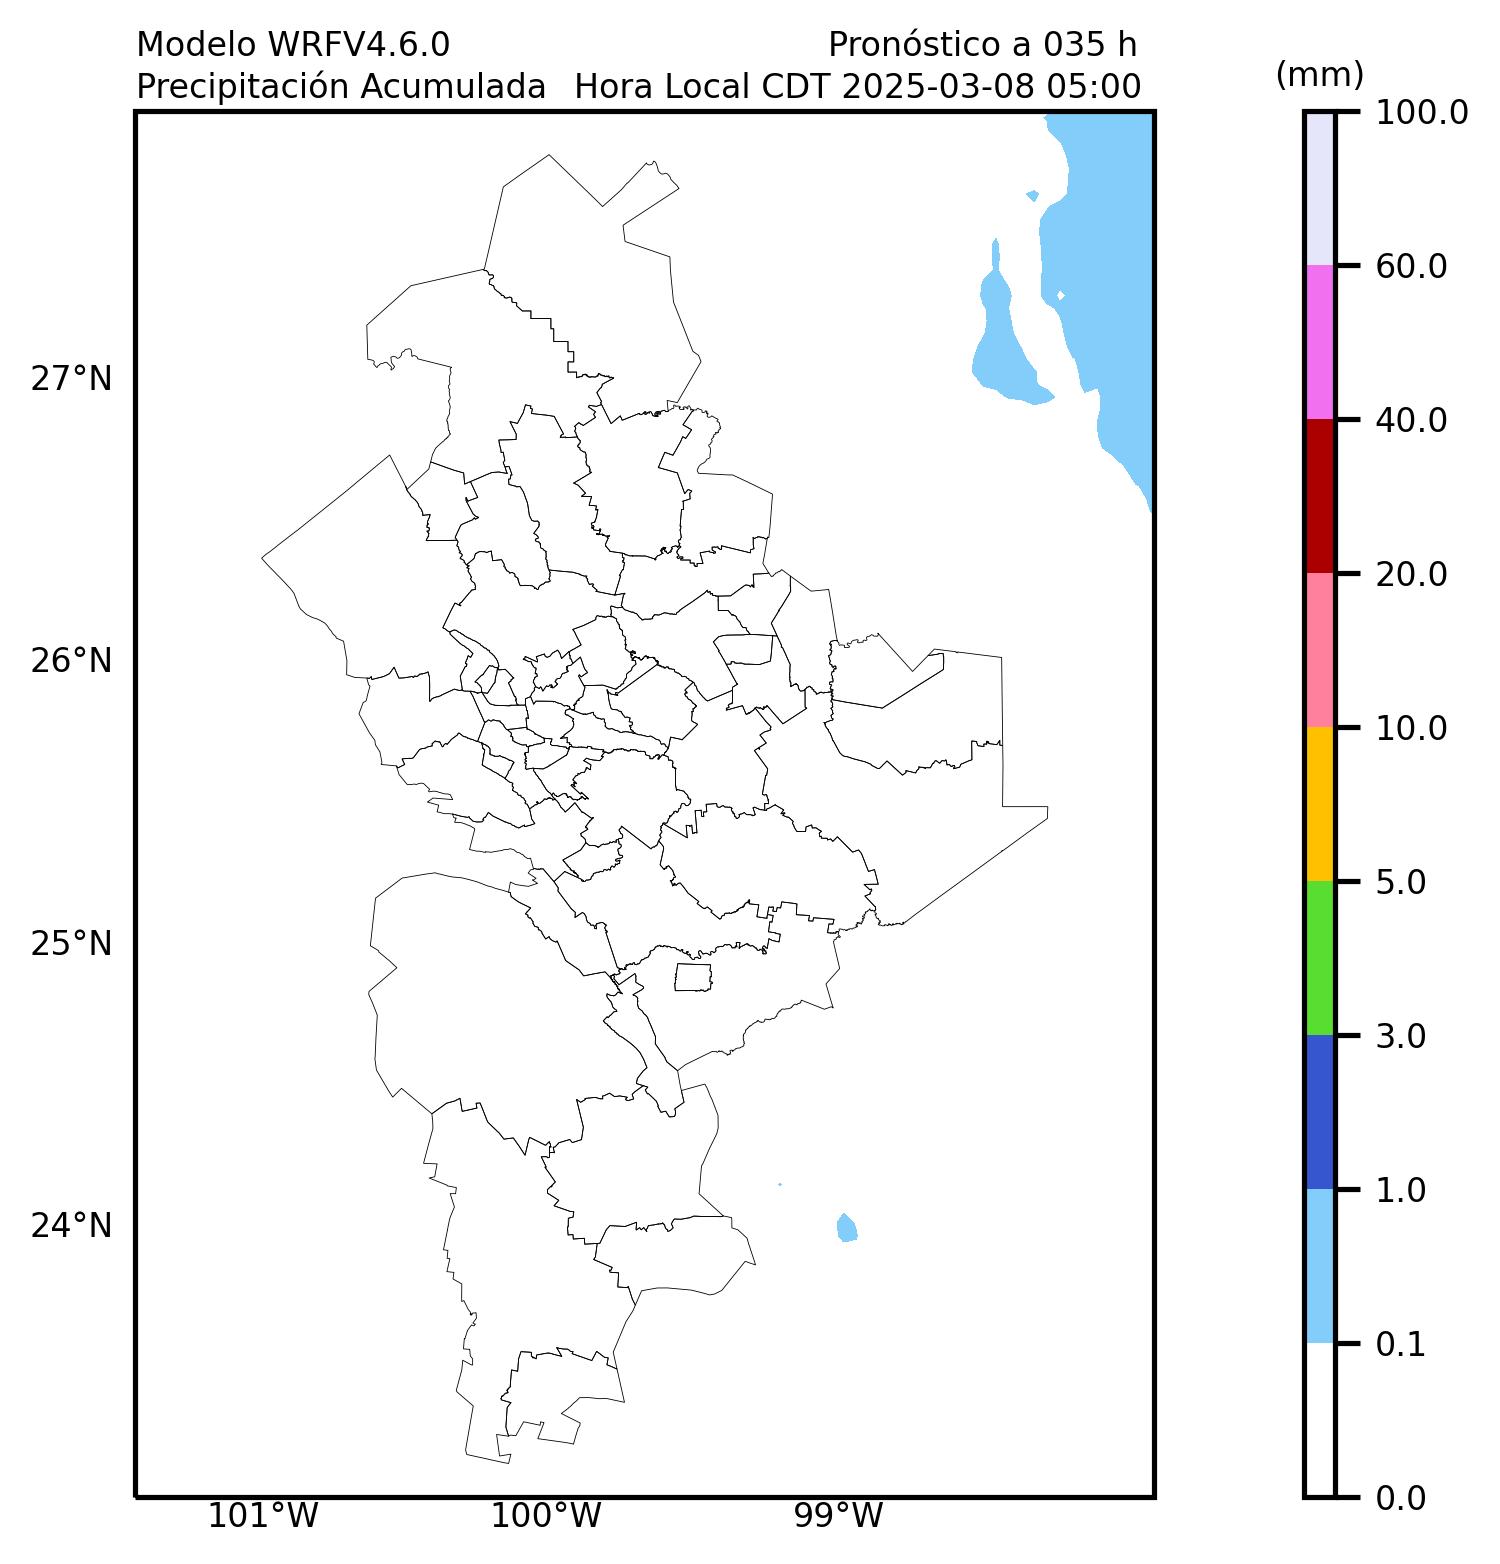 Modelo WRFV4.6.0 Pronóstico a 035 h
Precipitación Acumulada Hora Local CDT 2025-03-08 05:00
(mm)
100.0
60.0
40.0
20.0
10.0
5.0
3.0
1.0
0.1
0.0
27°N
26°N
25°N
24°N
101°W 100°W 99°W